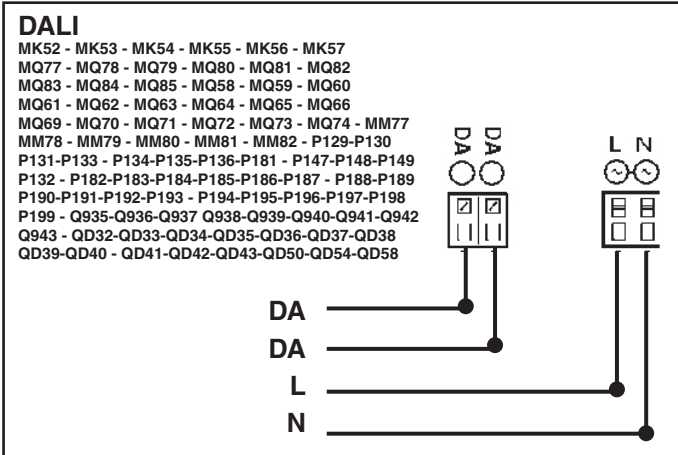 DALI
MK52 - MK53 - MK54 - MK55 - MK56 - MK57
MQ77 - MQ78 - MQ79 - MQ80 - MQ81 - MQ82
MQ83 - MQ84 - MQ85 - MQ58 - MQ59 - MQ60
MQ61 - MQ62 - MQ63 - MQ64 - MQ65 - MQ66
MQ69 - MQ70 - MQ71 - MQ72 - MQ73 - MQ74 - MM77
MM78 - MM79 - MM80 - MM81 - MM82 - P129-P130
P131-P133 - P134-P135-P136-P181 - P147-P148-P149
P132 - P182-P183-P184-P185-P186-P187 - P188-P189
P190-P191-P192-P193 - P194-P195-P196-P197-P198
P199 - Q935-Q936-Q937 Q938-Q939-Q940-Q941-Q942
Q943 - QD32-QD33-QD34-QD35-QD36-QD37-QD38
QD39-QD40 - QD41-QD42-QD43-QD50-QD54-QD58
DA DA
L N
DA
DA
L
N